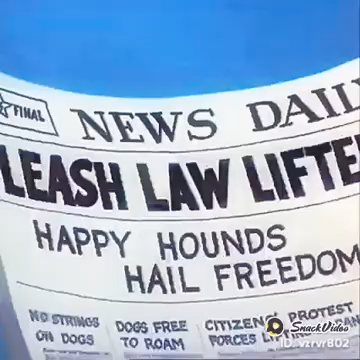 FINAL
NEWS DAIL
LEASH LAW LIFTE
HAPPY HOUNDS
HAIL FREEDOM
NO STRINGS
ON DOGS
DOGS FREE
TO ROAM
CITIZENS PROTEST
FORCES
SnackVideo
ID: vzrvr802